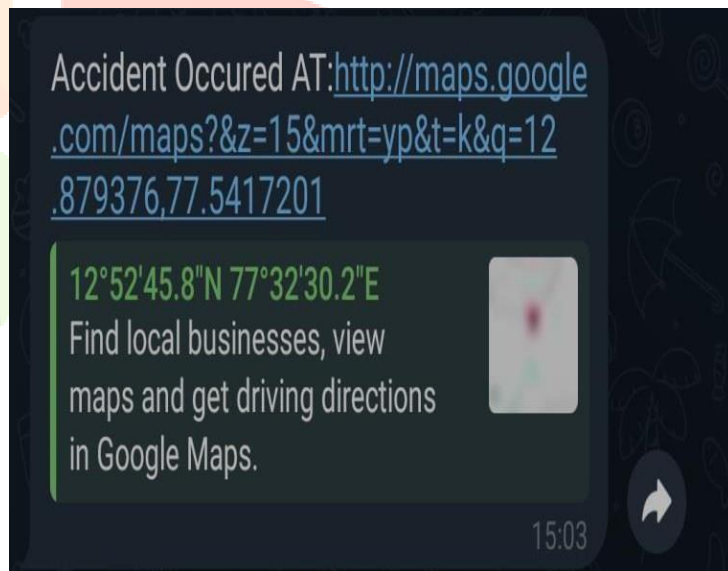 Accident Occured AT:http://maps.google
.com/maps?&z=15&mrt=yp&t=k&q=12
.879376,77.5417201
12°52'45.8"N 77°32'30.2"E
Find local businesses, view
maps and get driving directions
in Google Maps.
15:03